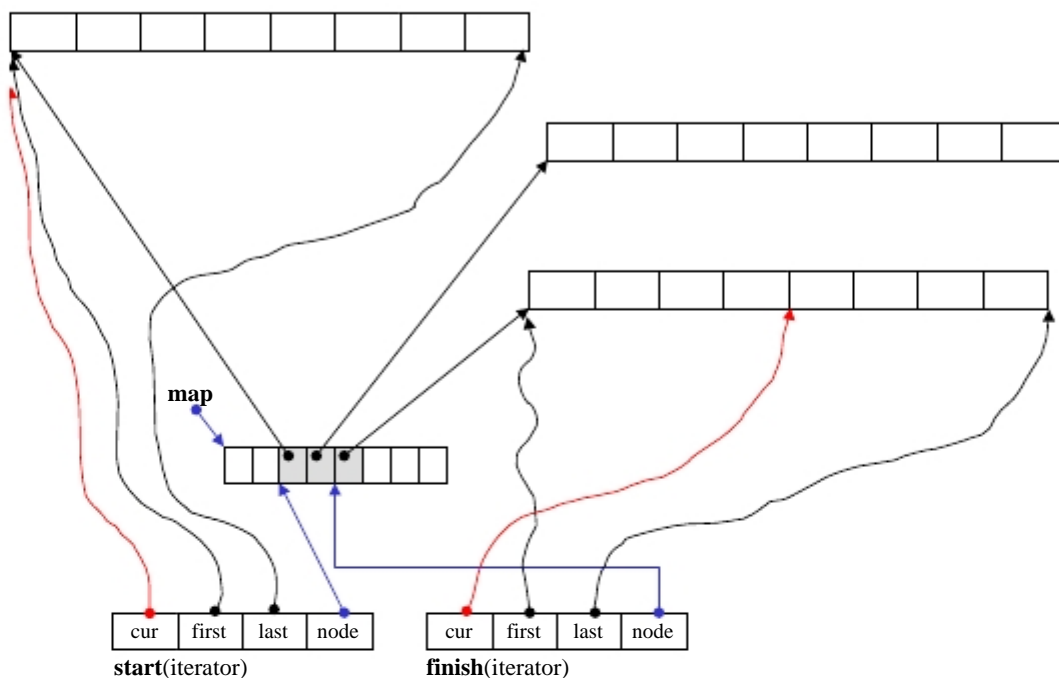 map
cur first last node
start(iterator)
cur first last node
finish(iterator)